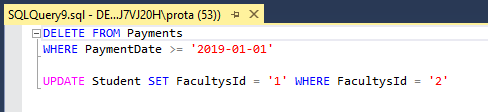 SQLQuery9.sql - DE...J7VJ20H\prota (53))*
DELETE FROM Payments
WHERE PaymentDate >= '2019-01-01'
UPDATE Student SET FacultysId = '1' WHERE FacultysId = '2'